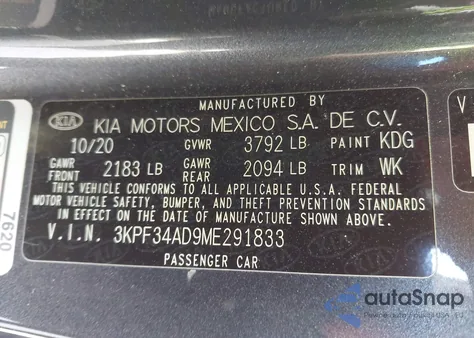 MANUFACTURED BY
KIA KIA MOTORS MEXICO S.A. DE C.V.
10/20 GVWR 3792 LB PAINT KDG
GAWR FRONT 2183 LB GAWR REAR 2094 LB TRIM WK
THIS VEHICLE CONFORMS TO ALL APPLICABLE U.S.A. FEDERAL
MOTOR VEHICLE SAFETY, BUMPER, AND THEFT PREVENTION STANDARDS
IN EFFECT ON THE DATE OF MANUFACTURE SHOWN ABOVE.
V.I.N. 3KPF34AD9ME291833
PASSENGER CAR
7620
V
autoSnap